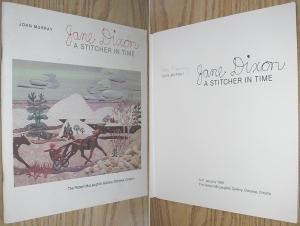 JOAN MURRAY
Jane Dixon
A STITCHER IN TIME
The Robert McLaughlin Gallery, Oshawa, Ontario
Jane Dixon
A STITCHER IN TIME
The Robert McLaughlin Gallery, Oshawa, Ontario